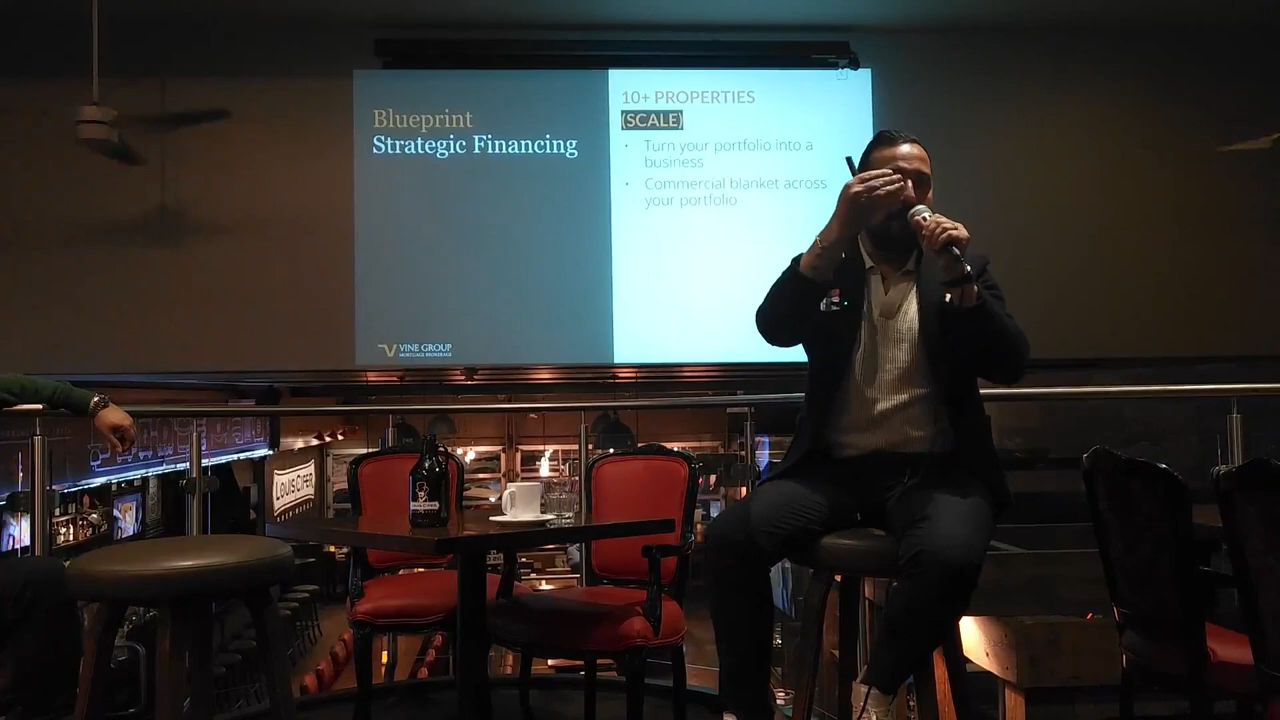 Blueprint
Strategic Financing
10+ PROPERTIES
(SCALE)
• Turn your portfolio into a
business
• Commercial blanket across
your portfolio
VINE GROUP
MORTGAGE BROKERAGE
LOUIS CIFER